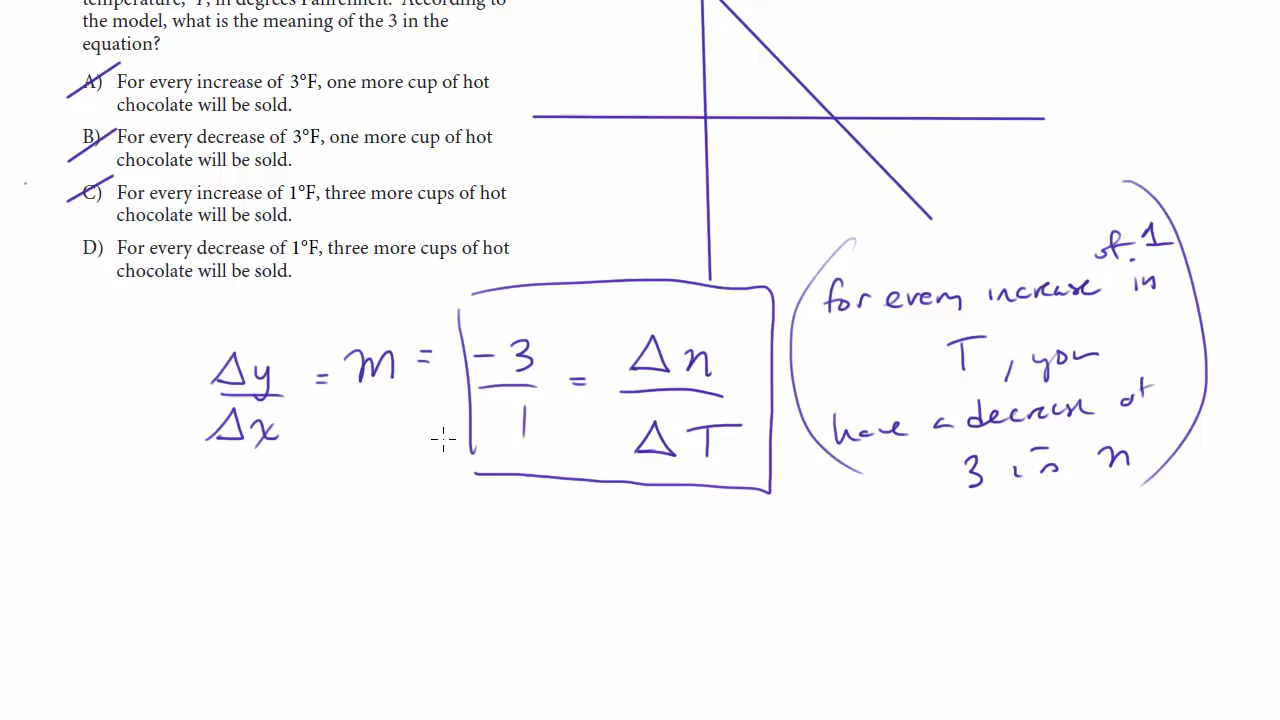 temperature, T, in degrees Fahrenheit. According to
the model, what is the meaning of the 3 in the
equation?
A) For every increase of 3°F, one more cup of hot
chocolate will be sold.
B) For every decrease of 3°F, one more cup of hot
chocolate will be sold.
C) For every increase of 1°F, three more cups of hot
chocolate will be sold.
D) For every decrease of 1°F, three more cups of hot
chocolate will be sold.
Δy/Δx = m = -3/1 = Δn/ΔT
of 1
for every increase in
T, you
have a decrease of
3 in n